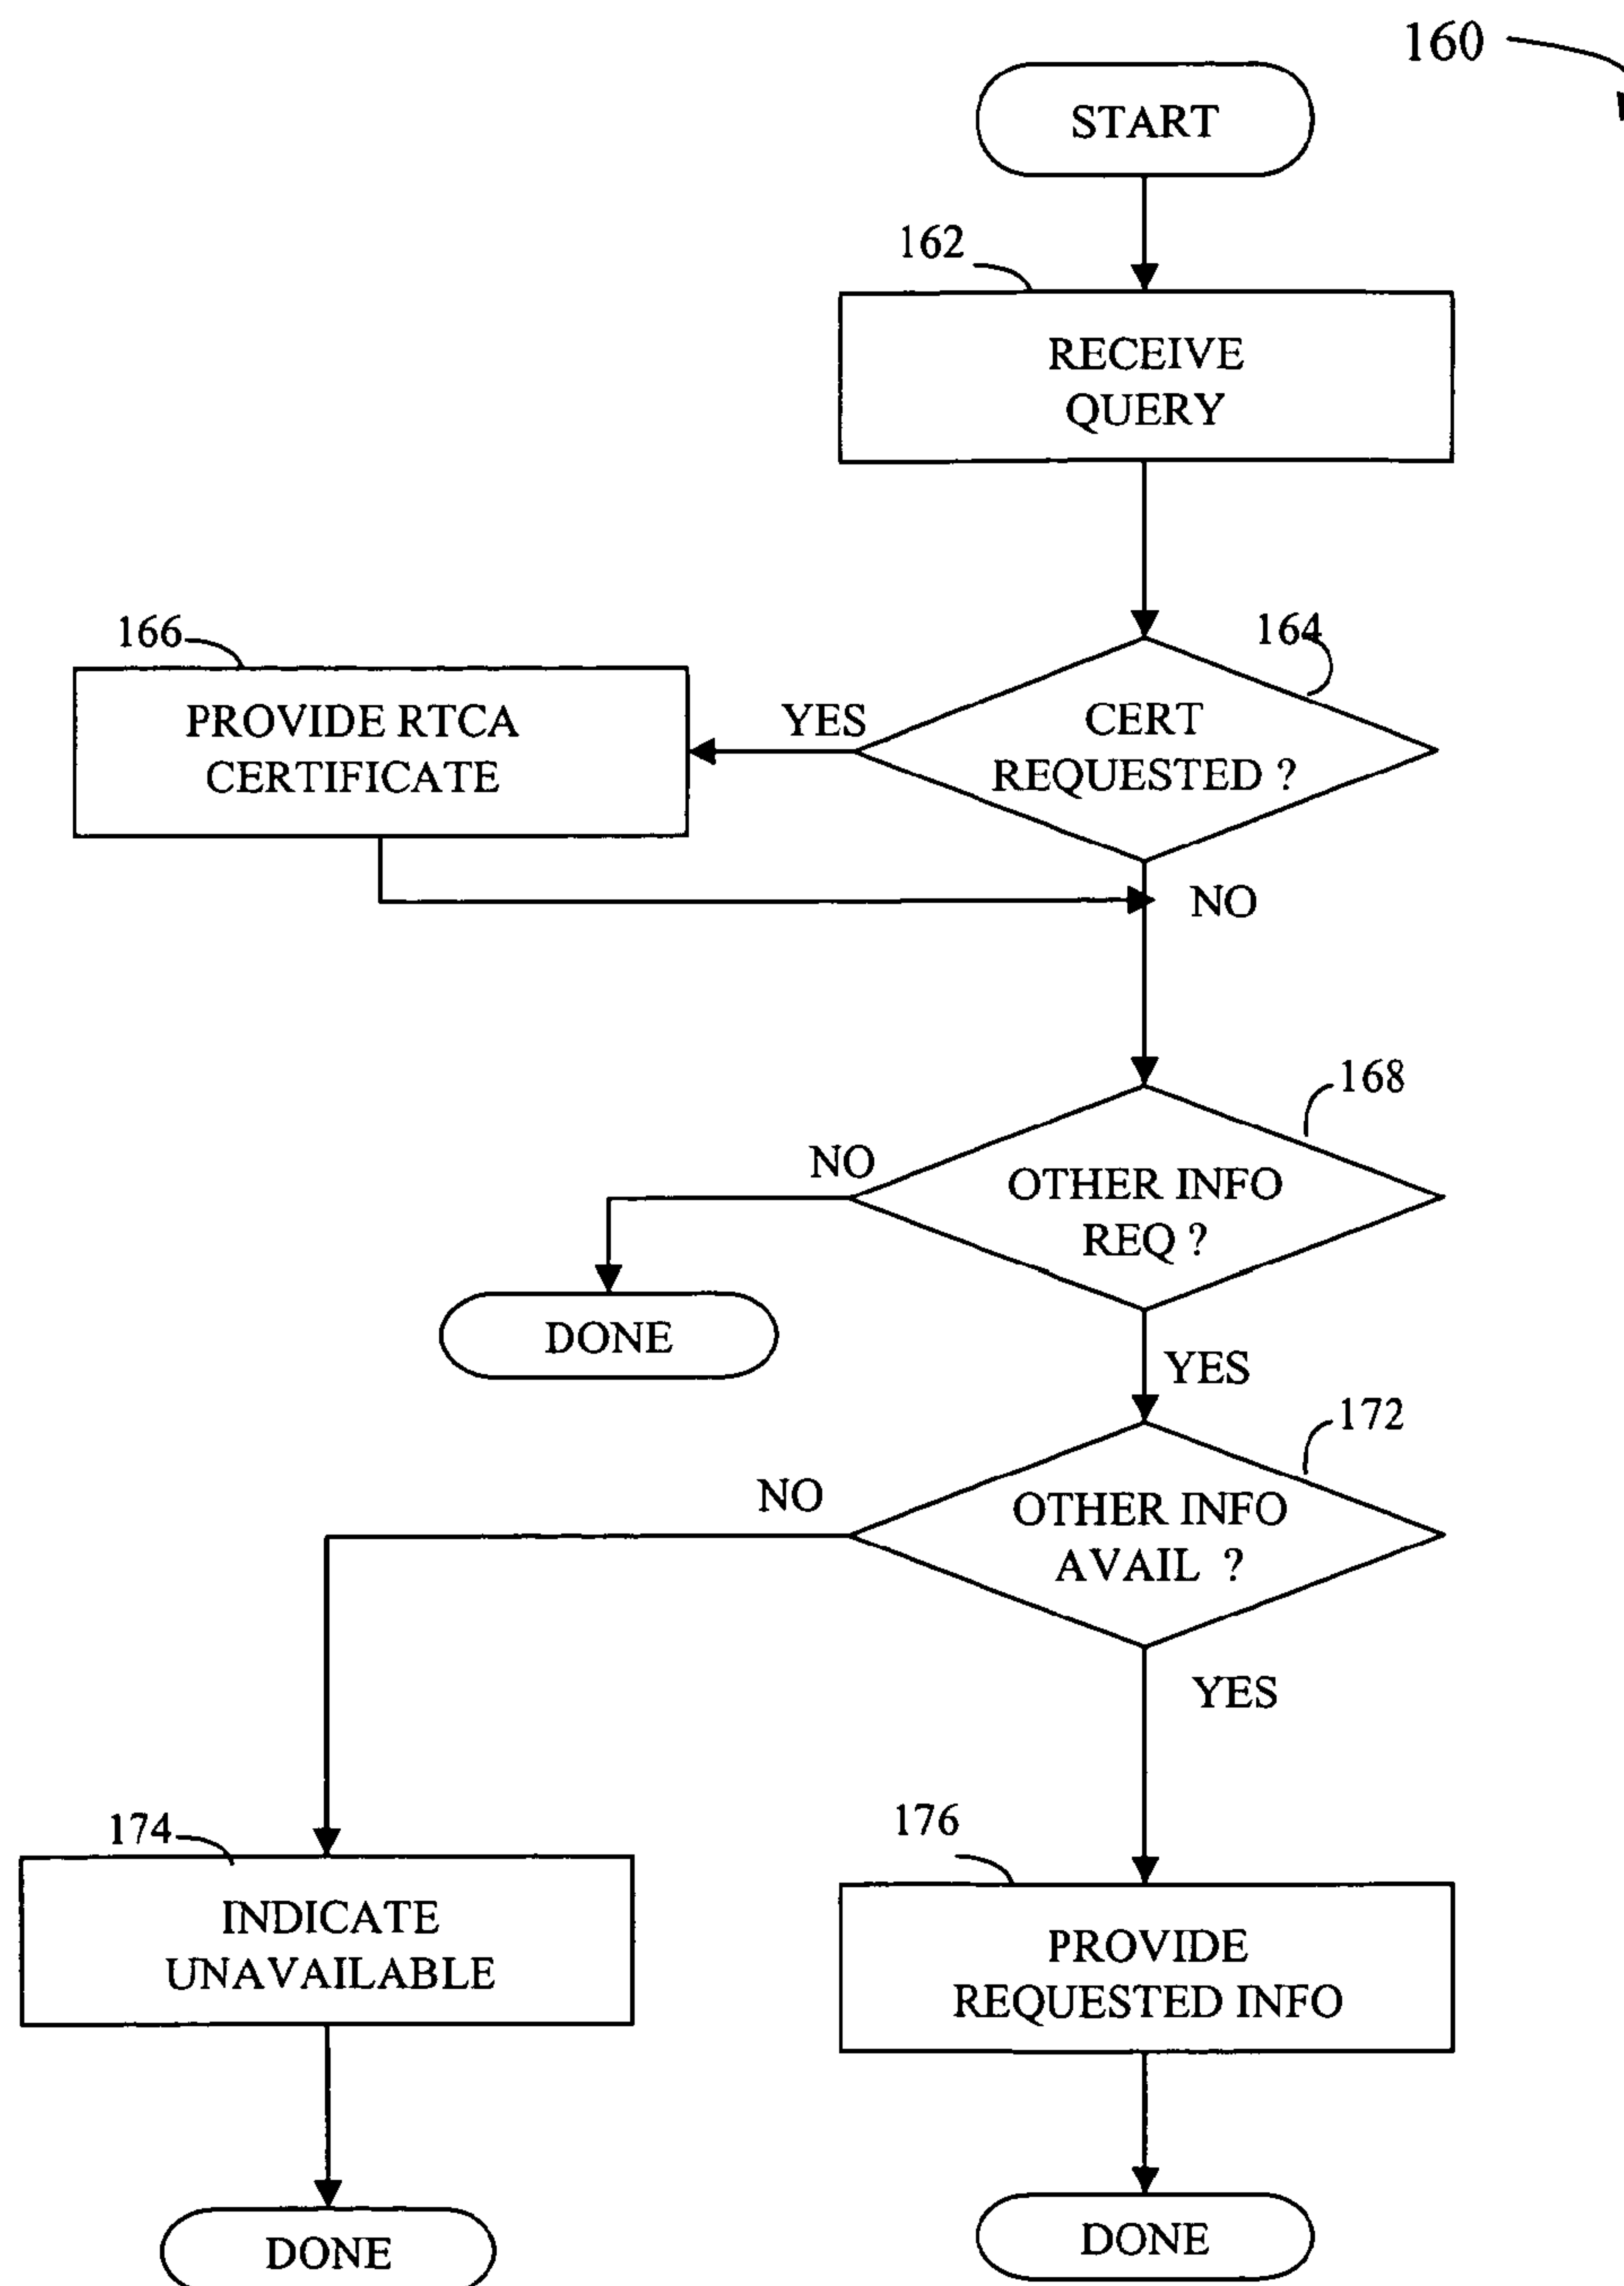 160
START
162
RECEIVE
QUERY
166
164
PROVIDE RTCA
CERTIFICATE
YES
CERT
REQUESTED ?
NO
168
NO
OTHER INFO
REQ ?
DONE
YES
172
NO
OTHER INFO
AVAIL ?
YES
174
176
INDICATE
UNAVAILABLE
PROVIDE
REQUESTED INFO
DONE
DONE